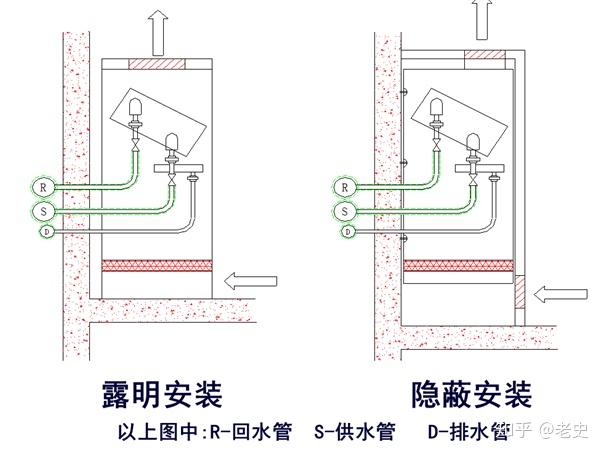 R R
S S
D D
露明安装 隐蔽安装
以上图中:R-回水管 S-供水管 D-排水管
知乎 @老史